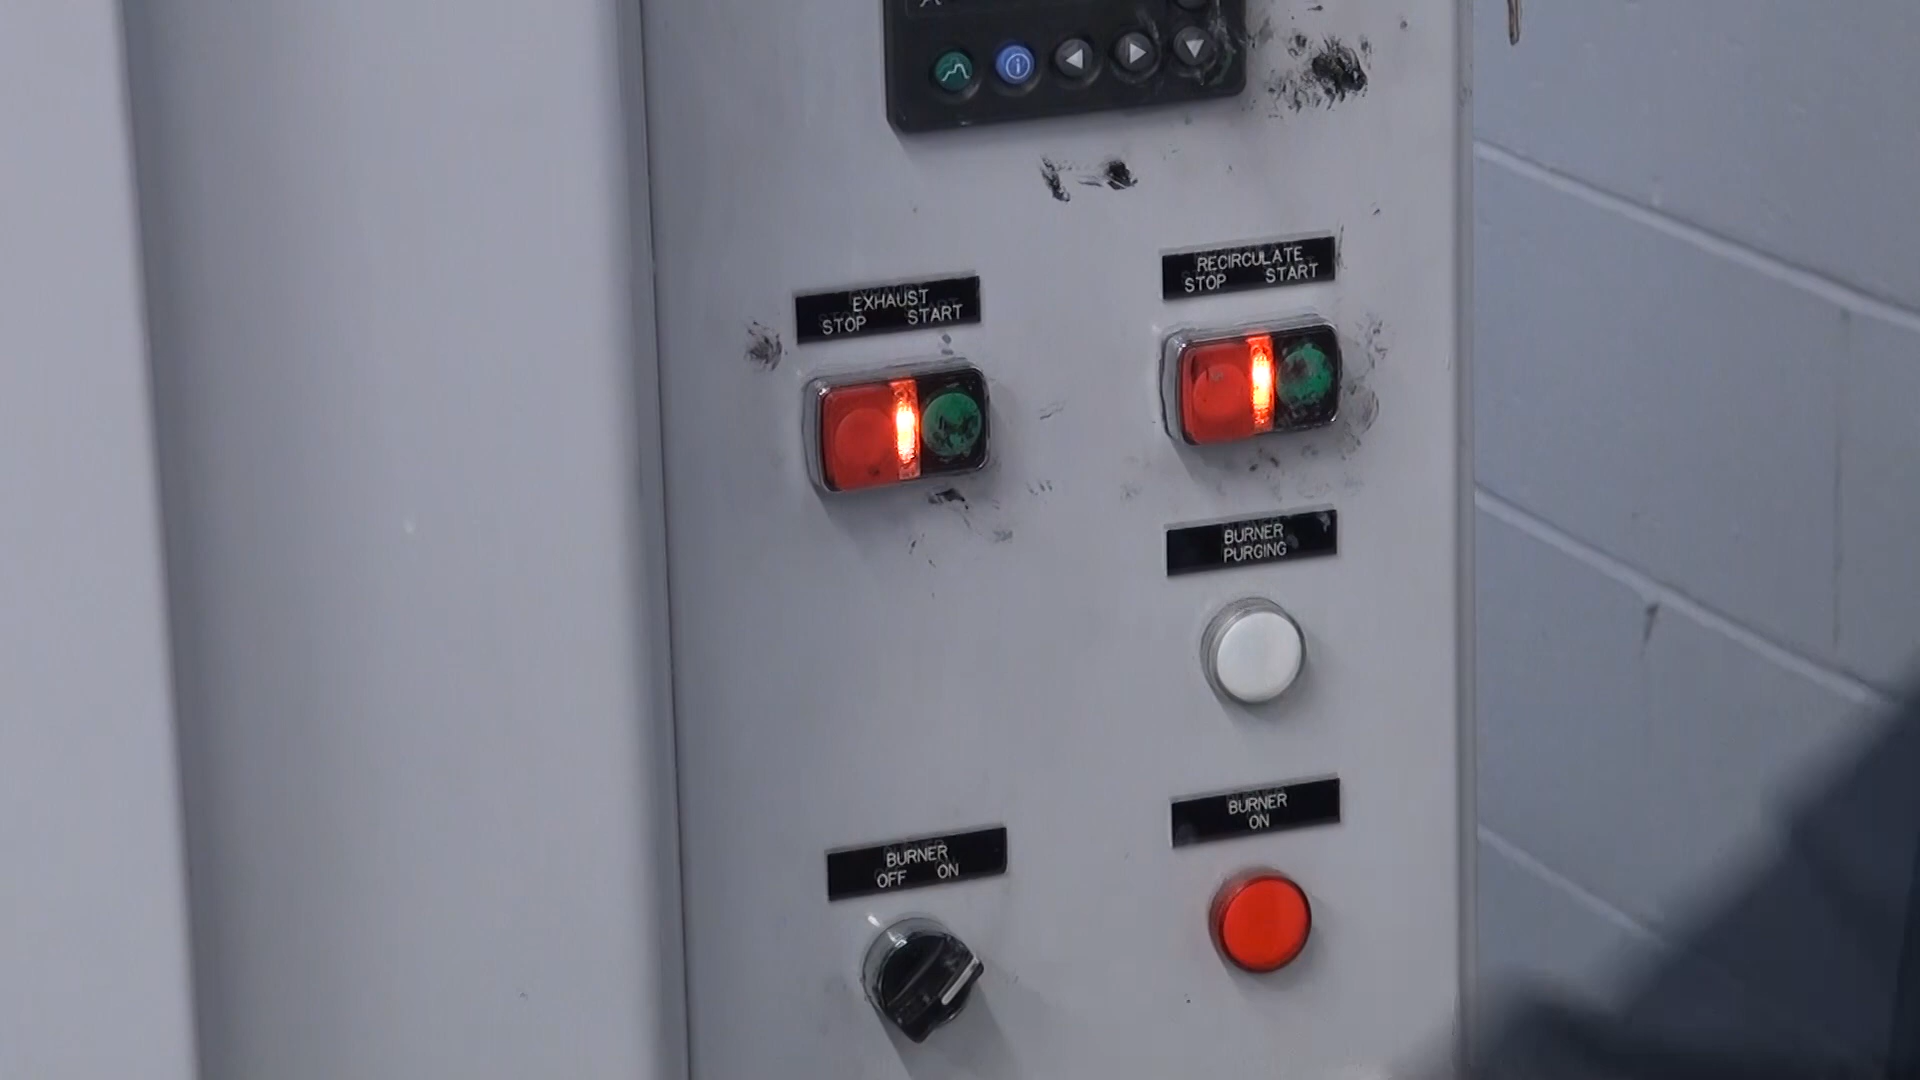 EXHAUST
STOP START
RECIRCULATE
STOP START
BURNER
PURGING
BURNER
OFF ON
BURNER
ON